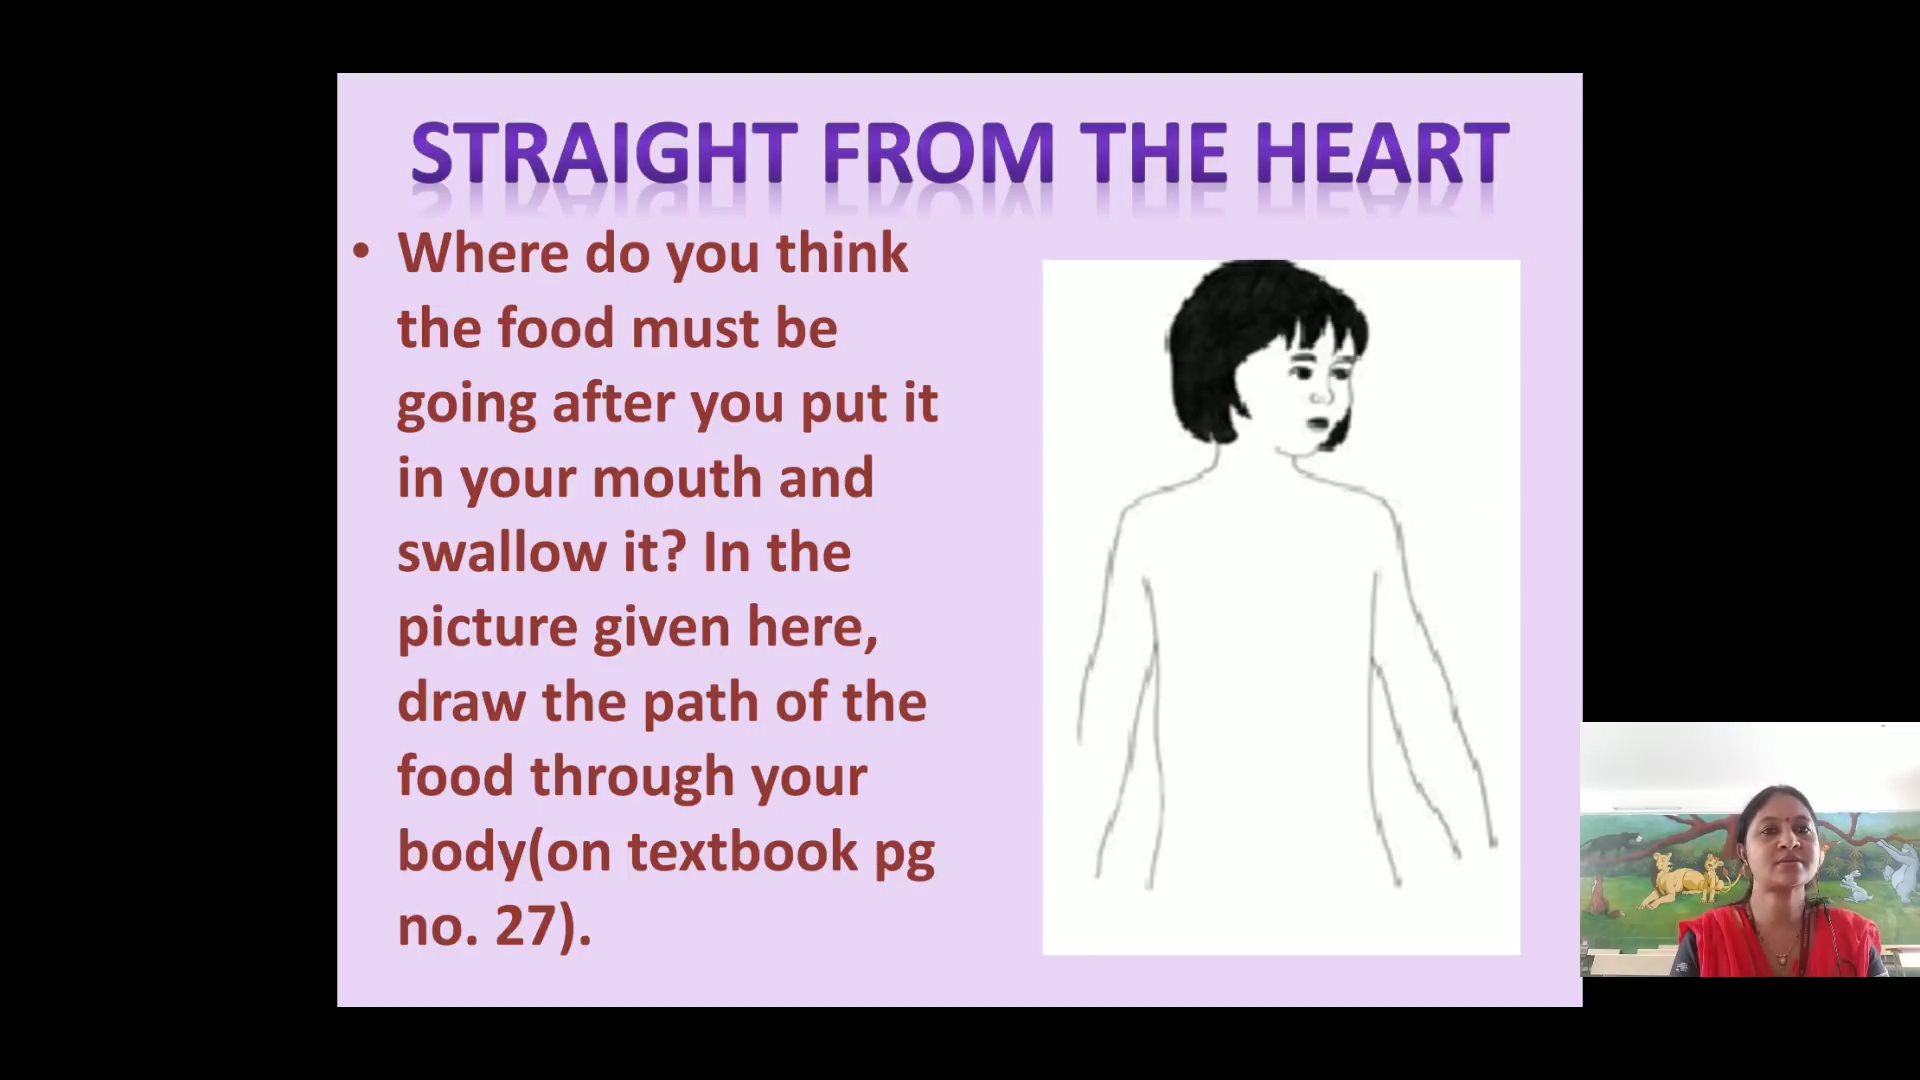 STRAIGHT FROM THE HEART
• Where do you think
the food must be
going after you put it
in your mouth and
swallow it? In the
picture given here,
draw the path of the
food through your
body(on textbook pg
no. 27).